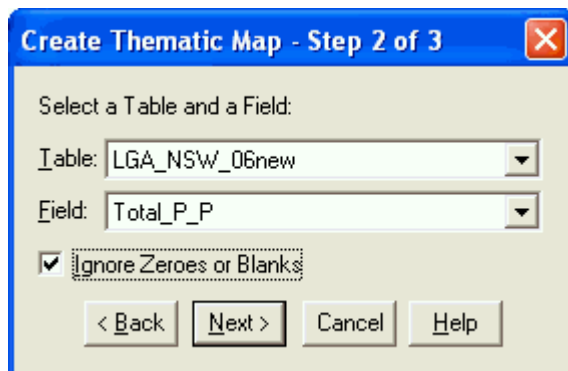 Create Thematic Map - Step 2 of 3
Select a Table and a Field:
Table: LGA_NSW_06new
Field: Total_P_P
Ignore Zeroes or Blanks
< Back Next > Cancel Help